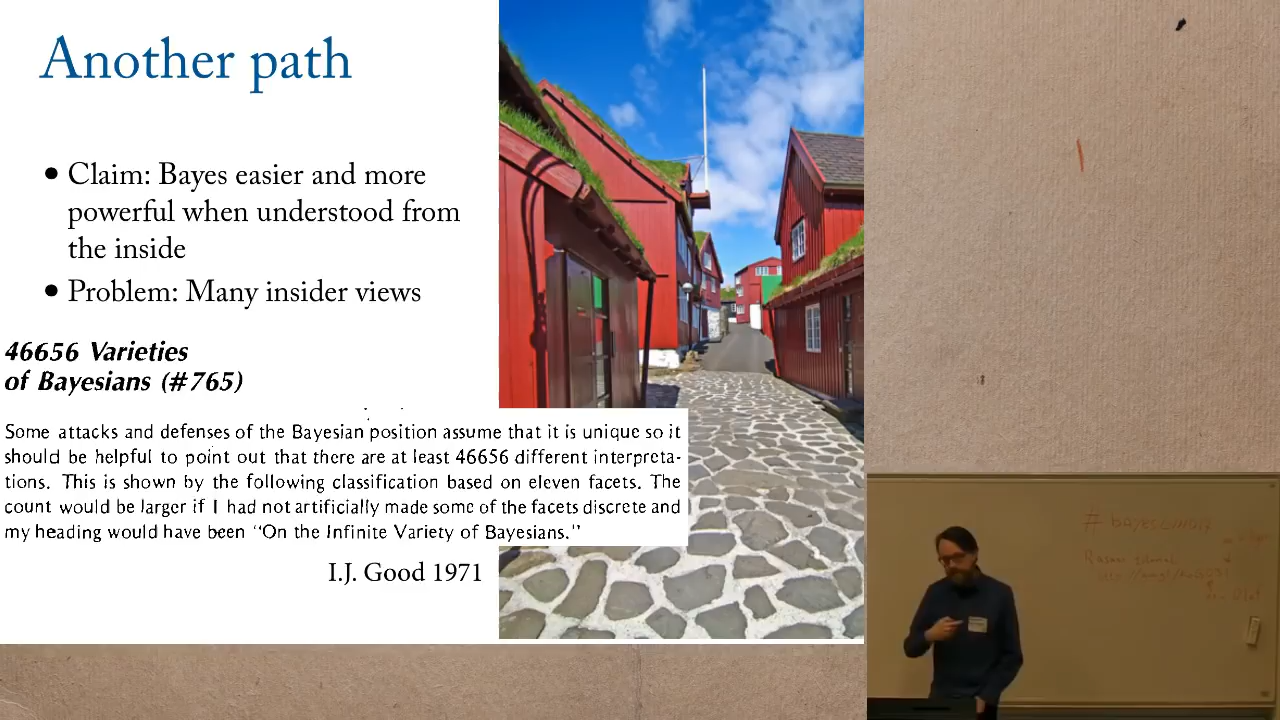 Another path
• Claim: Bayes easier and more
powerful when understood from
the inside
• Problem: Many insider views
46656 Varieties
of Bayesians (#765)
Some attacks and defenses of the Bayesian position assume that it is unique so it
should be helpful to point out that there are at least 46656 different interpreta-
tions. This is shown by the following classification based on eleven facets. The
count would be larger if I had not artificially made some of the facets discrete and
my heading would have been "On the Infinite Variety of Bayesians."
I.J. Good 1971